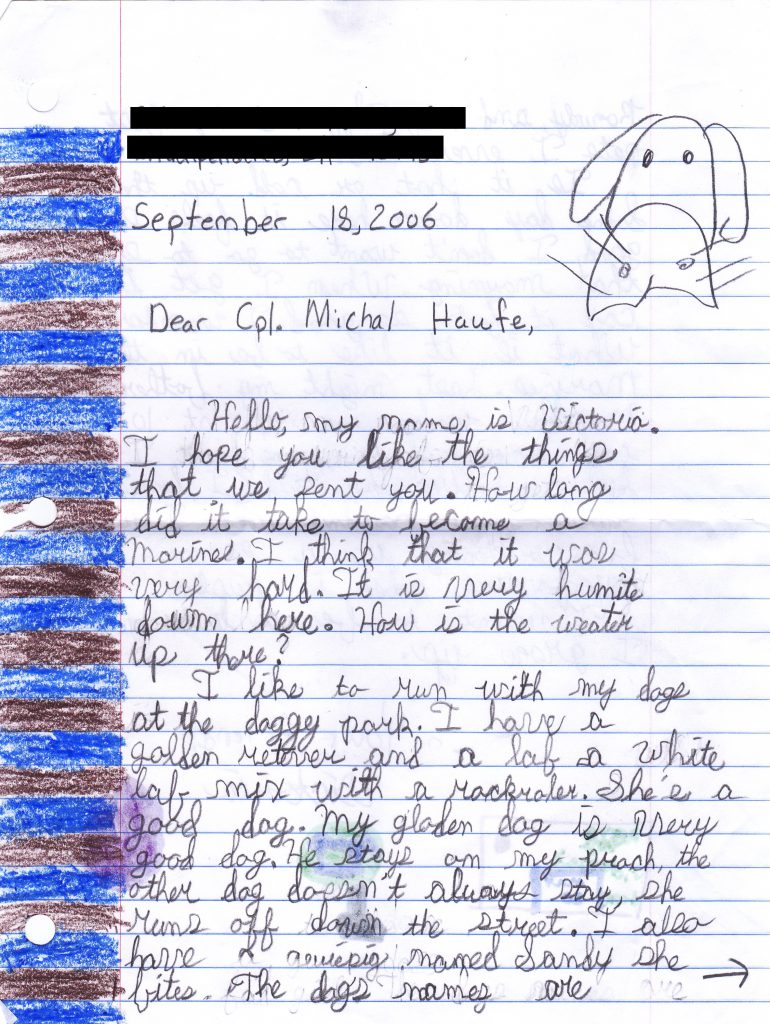 September 18, 2006
Dear Cpl. Michal Haufe,
Hello, my name is Victoria.
I hope you like the things
that we sent you. How long
did it take to become a
Marines. I think that it was
very hard. It is very humite
down here. How is the weater
up there?
I like to run with my dogs
at the doggy park. I have a
golden retover and a lab a white
lab mix with a rackraler. She's a
good dog. My gloden dog is very
good dog. He stays on my prach, the
other dog doesn't always stay, she
runs off down the street. I also
have a geniepig named Sandy she
bites. The dogs names are